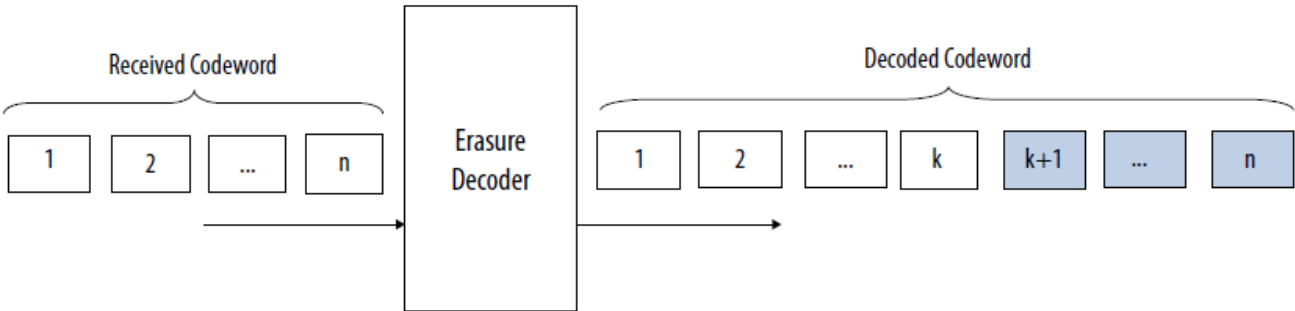 Received Codeword
1 2 ... n
Erasure
Decoder
Decoded Codeword
1 2 ... k k+1 ... n